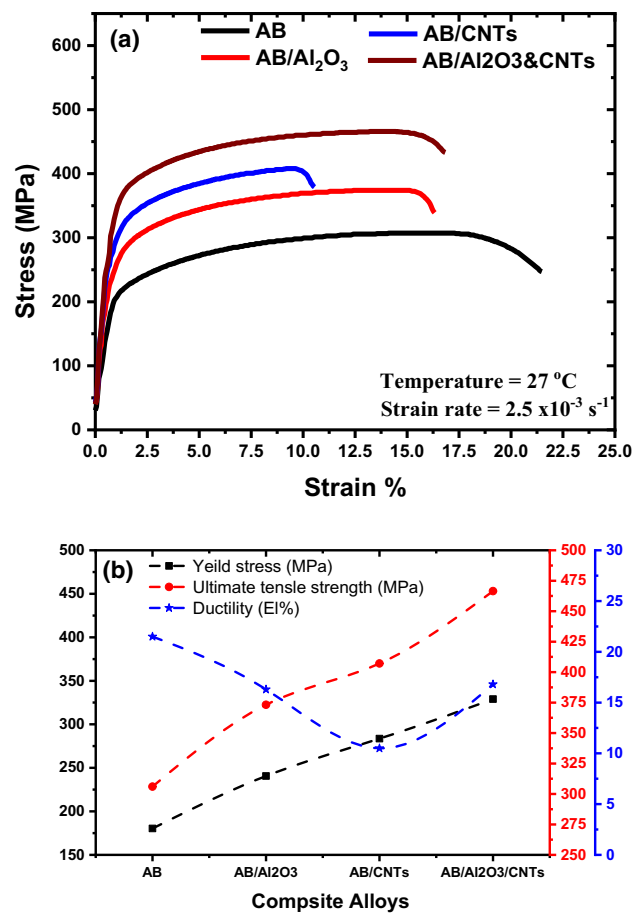 (a)
AB
AB/CNTs
AB/Al₂O₃
AB/Al2O3&CNTs
600
500
400
300
200
100
0
Stress (MPa)
Temperature = 27 °C
Strain rate = 2.5 x10⁻³ s⁻¹
0.0 2.5 5.0 7.5 10.0 12.5 15.0 17.5 20.0 22.5 25.0
Strain %
(b)
Yeild stress (MPa)
Ultimate tensle strength (MPa)
Ductility (El%)
500
450
400
350
300
250
200
150
500
475
450
425
400
375
350
325
300
275
250
30
25
20
15
10
5
0
AB AB/Al2O3 AB/CNTs AB/Al2O3/CNTs
Compsite Alloys